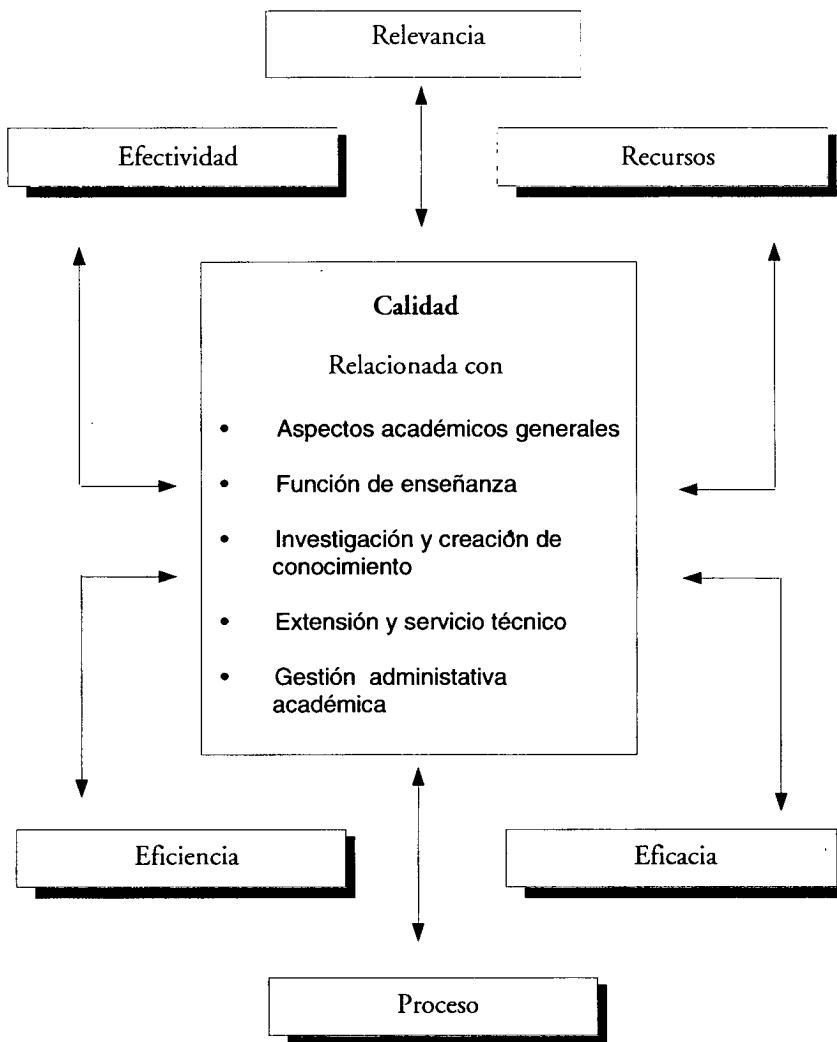 Relevancia
Efectividad
Recursos
Calidad
Relacionada con
• Aspectos académicos generales
• Función de enseñanza
• Investigación y creación de
conocimiento
• Extensión y servicio técnico
• Gestión administativa
académica
Eficiencia
Eficacia
Proceso